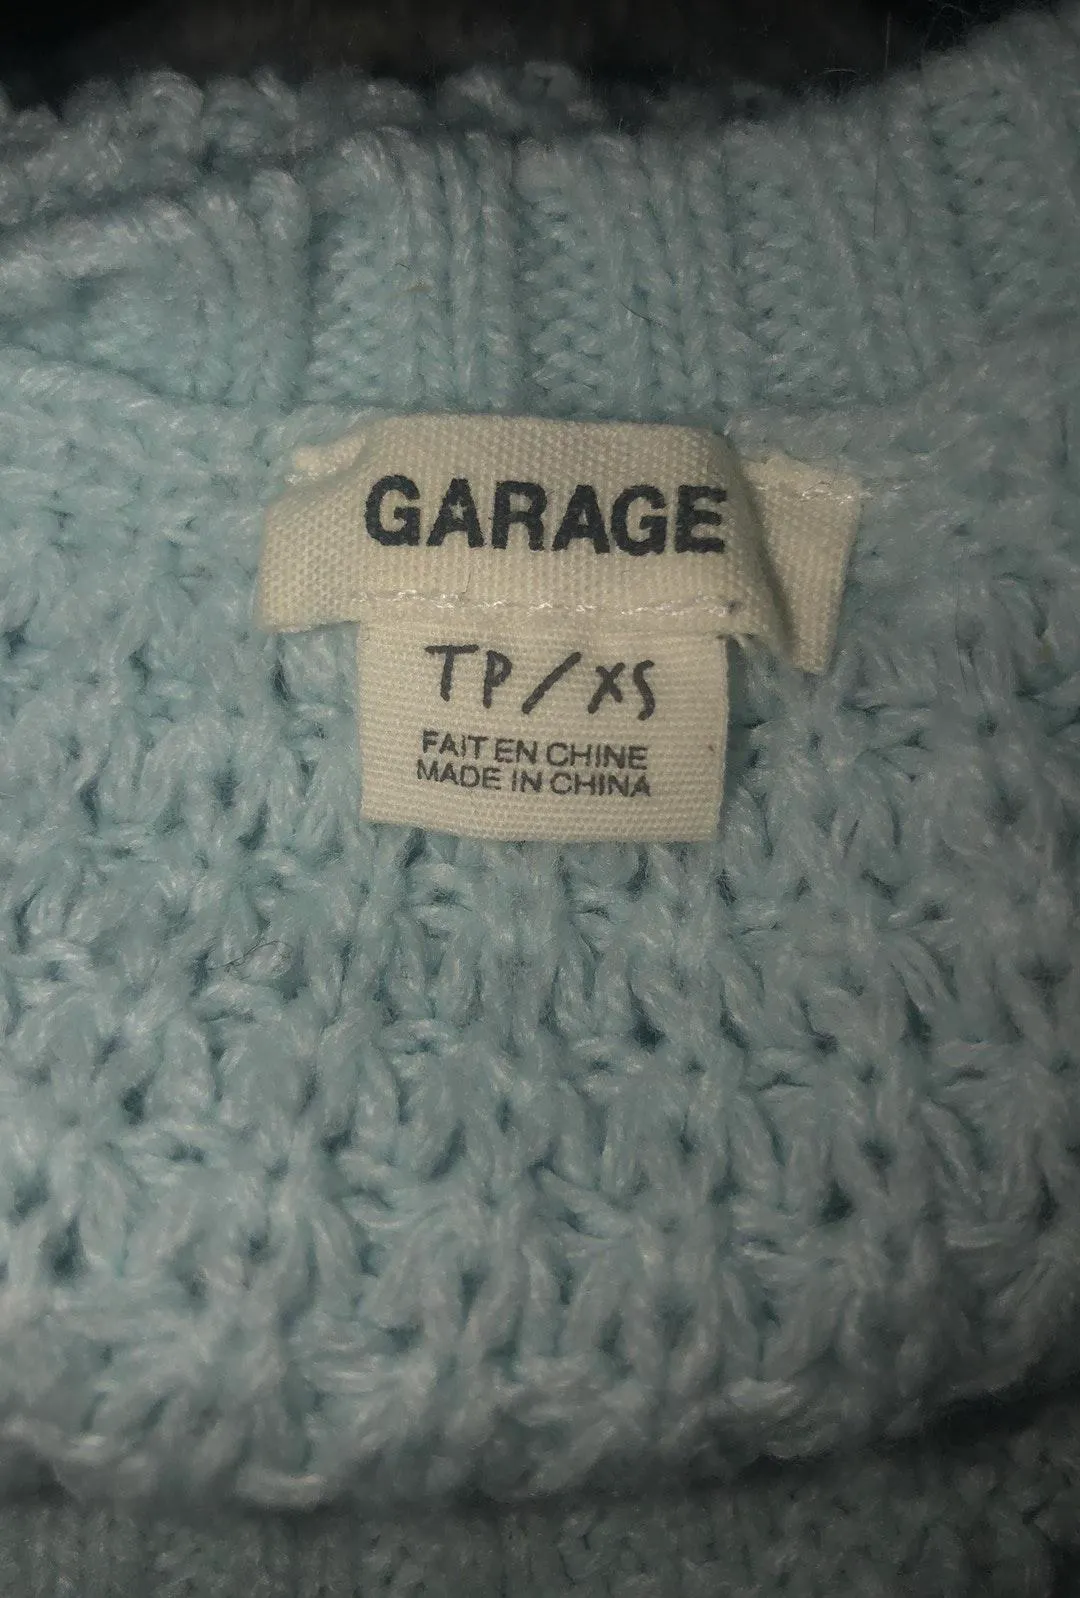 GARAGE
TP/XS
FAIT EN CHINE
MADE IN CHINA